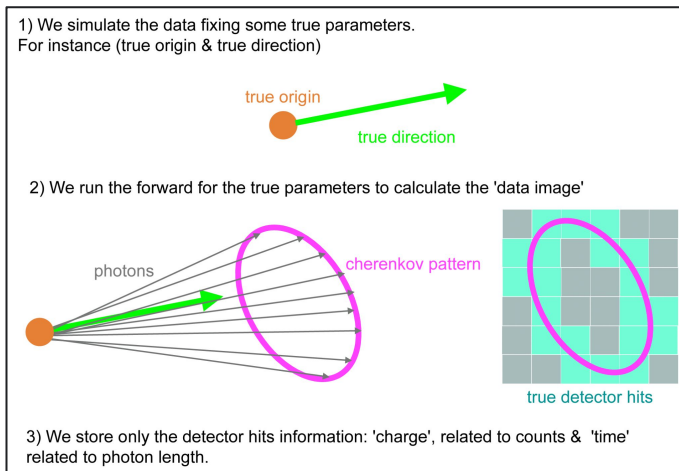 1) We simulate the data fixing some true parameters.
For instance (true origin & true direction)
true origin
true direction
2) We run the forward for the true parameters to calculate the 'data image'
photons
cherenkov pattern
true detector hits
3) We store only the detector hits information: 'charge', related to counts & 'time'
related to photon length.